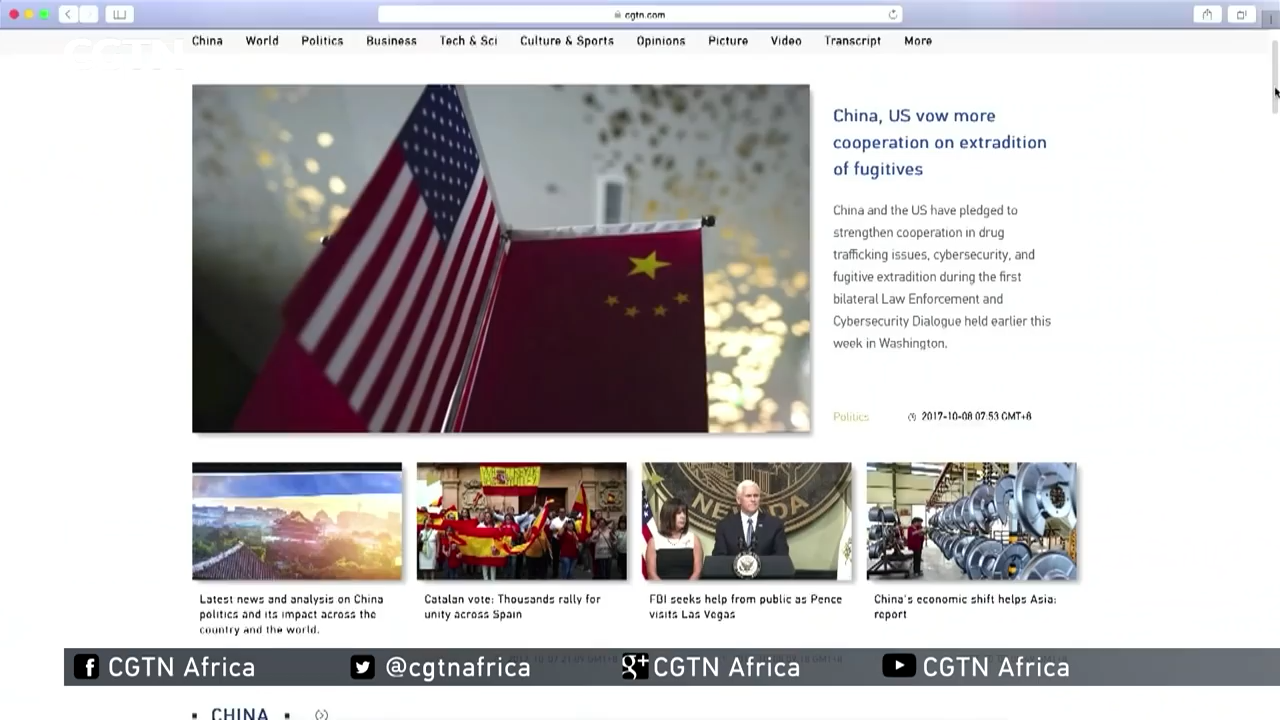 cgtn.com
CGTN
China World Politics Business Tech & Sci Culture & Sports Opinions Picture Video Transcript More
China, US vow more
cooperation on extradition
of fugitives
China and the US have pledged to
strengthen cooperation in drug
trafficking issues, cybersecurity, and
fugitive extradition during the first
bilateral Law Enforcement and
Cybersecurity Dialogue held earlier this
week in Washington.
Politics 2017-10-08 07:53 GMT+8
NEVADA
Latest news and analysis on China
politics and its impact across the
country and the world.
Catalan vote: Thousands rally for
unity across Spain
FBI seeks help from public as Pence
visits Las Vegas
China's economic shift helps Asia:
report
f CGTN Africa @cgtnafrica g+ CGTN Africa CGTN Africa
CHINA